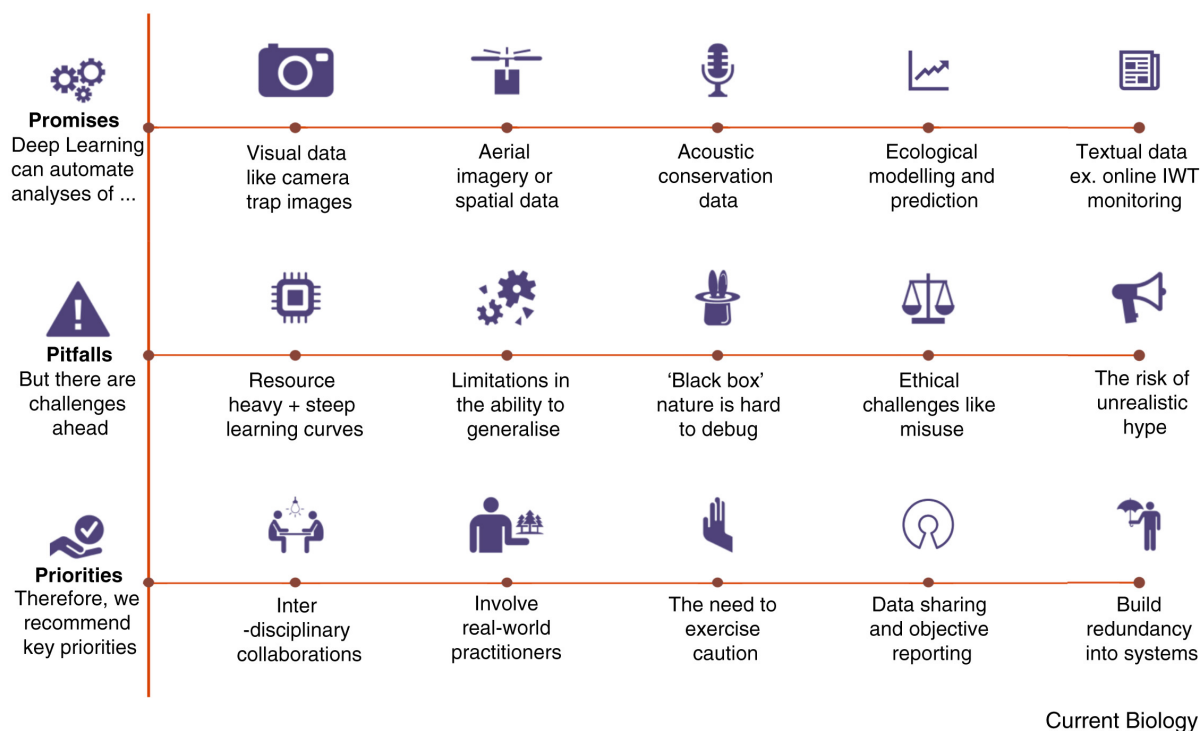 Promises
Deep Learning
can automate
analyses of ...
Visual data
like camera
trap images
Aerial
imagery or
spatial data
Acoustic
conservation
data
Ecological
modelling and
prediction
Textual data
ex. online IWT
monitoring
Pitfalls
But there are
challenges
ahead
Resource
heavy + steep
learning curves
Limitations in
the ability to
generalise
‘Black box’
nature is hard
to debug
Ethical
challenges like
misuse
The risk of
unrealistic
hype
Priorities
Therefore, we
recommend
key priorities
Inter
-disciplinary
collaborations
Involve
real-world
practitioners
The need to
exercise
caution
Data sharing
and objective
reporting
Build
redundancy
into systems
Current Biology